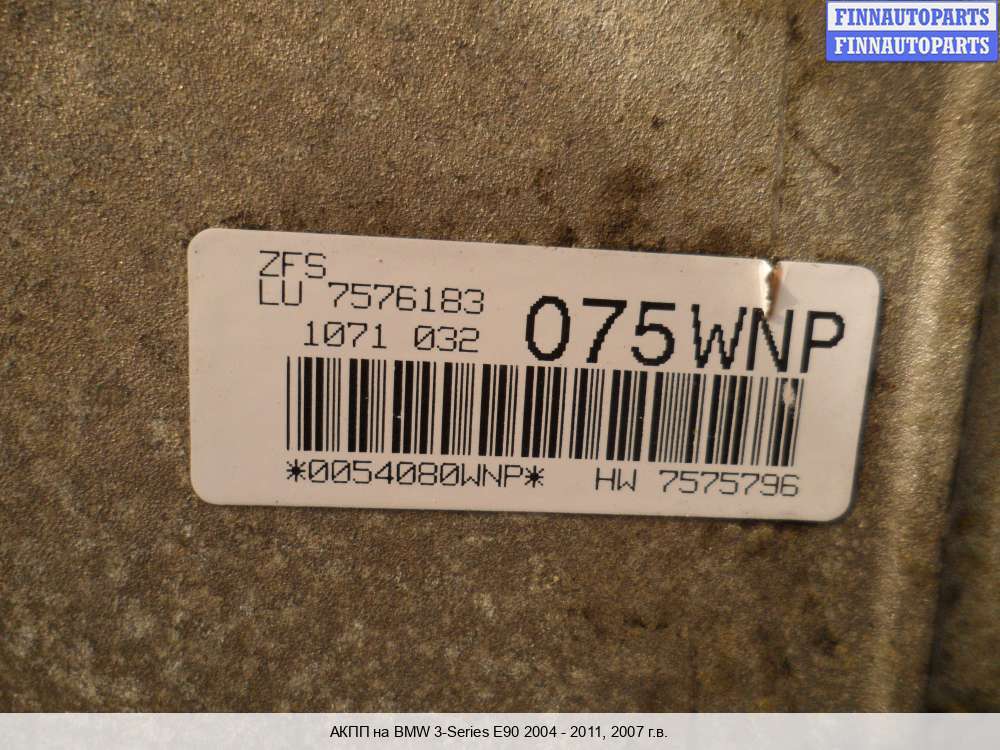 FINNAUTOPARTS
FINNAUTOPARTS
ZFS
LU 7576183
1071 032
075WNP
*0054080WNP*
HW 7575796
АКПП на BMW 3-Series E90 2004 - 2011, 2007 г.в.